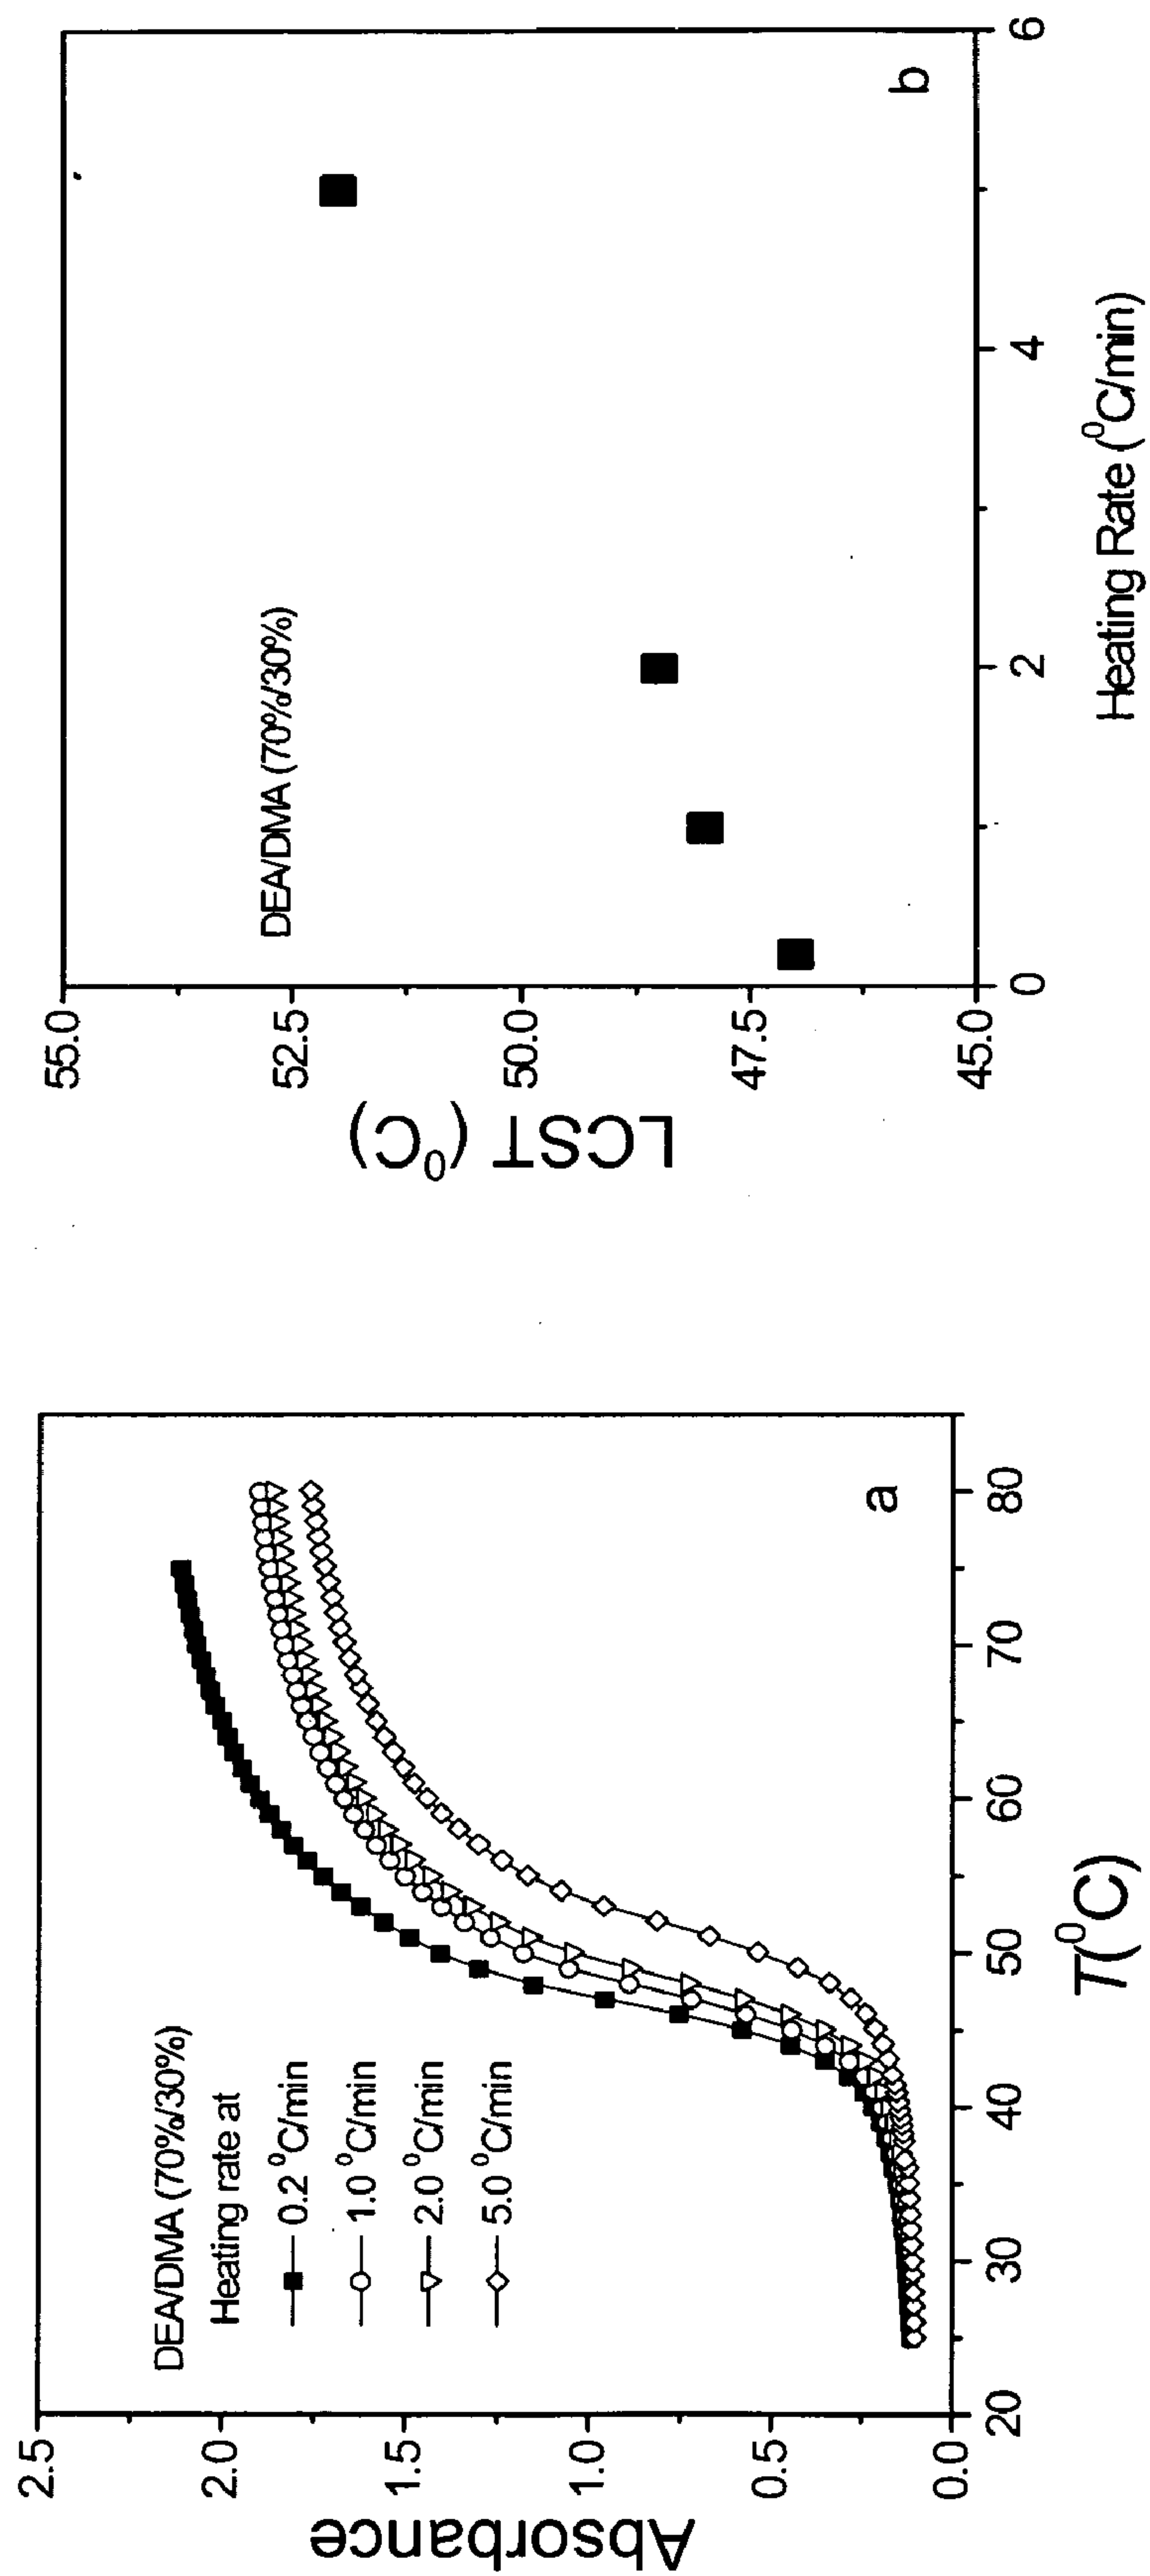 2.5
2.0
1.5
1.0
0.5
0.0
Absorbance
DEA/DMA (70%/30%)
Heating rate at
0.2 ⁰C/min
1.0 ⁰C/min
2.0 ⁰C/min
5.0 ⁰C/min
a
20 30 40 50 60 70 80
T(⁰C)
55.0
52.5
50.0
47.5
45.0
LCST (⁰C)
DEA/DMA (70%/30%)
b
0 2 4 6
Heating Rate (⁰C/min)